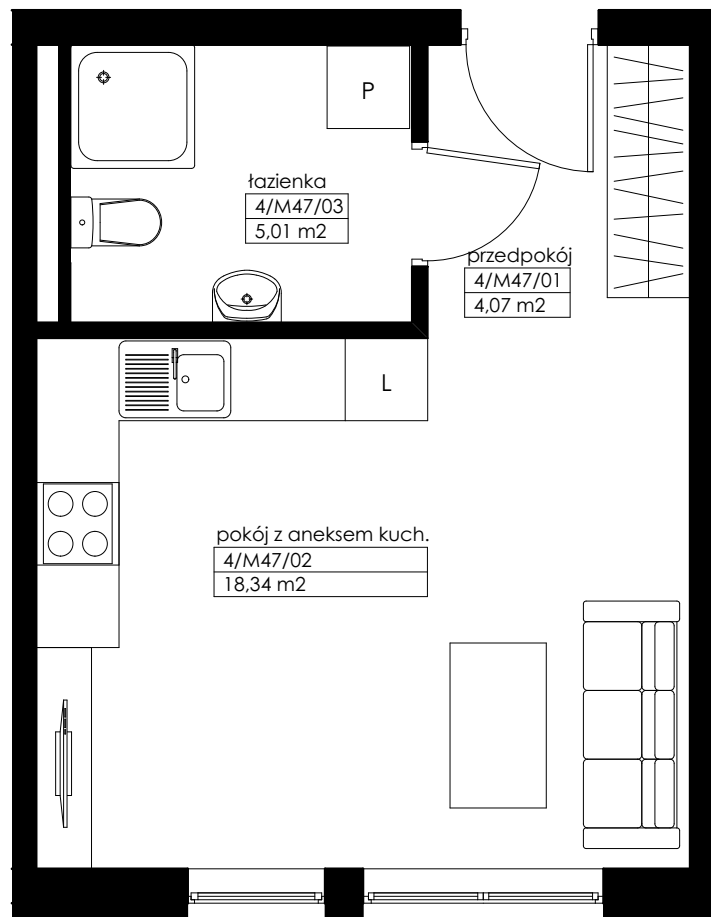 P
łazienka
4/M47/03
5,01 m2
przedpokój
4/M47/01
4,07 m2
L
pokój z aneksem kuch.
4/M47/02
18,34 m2